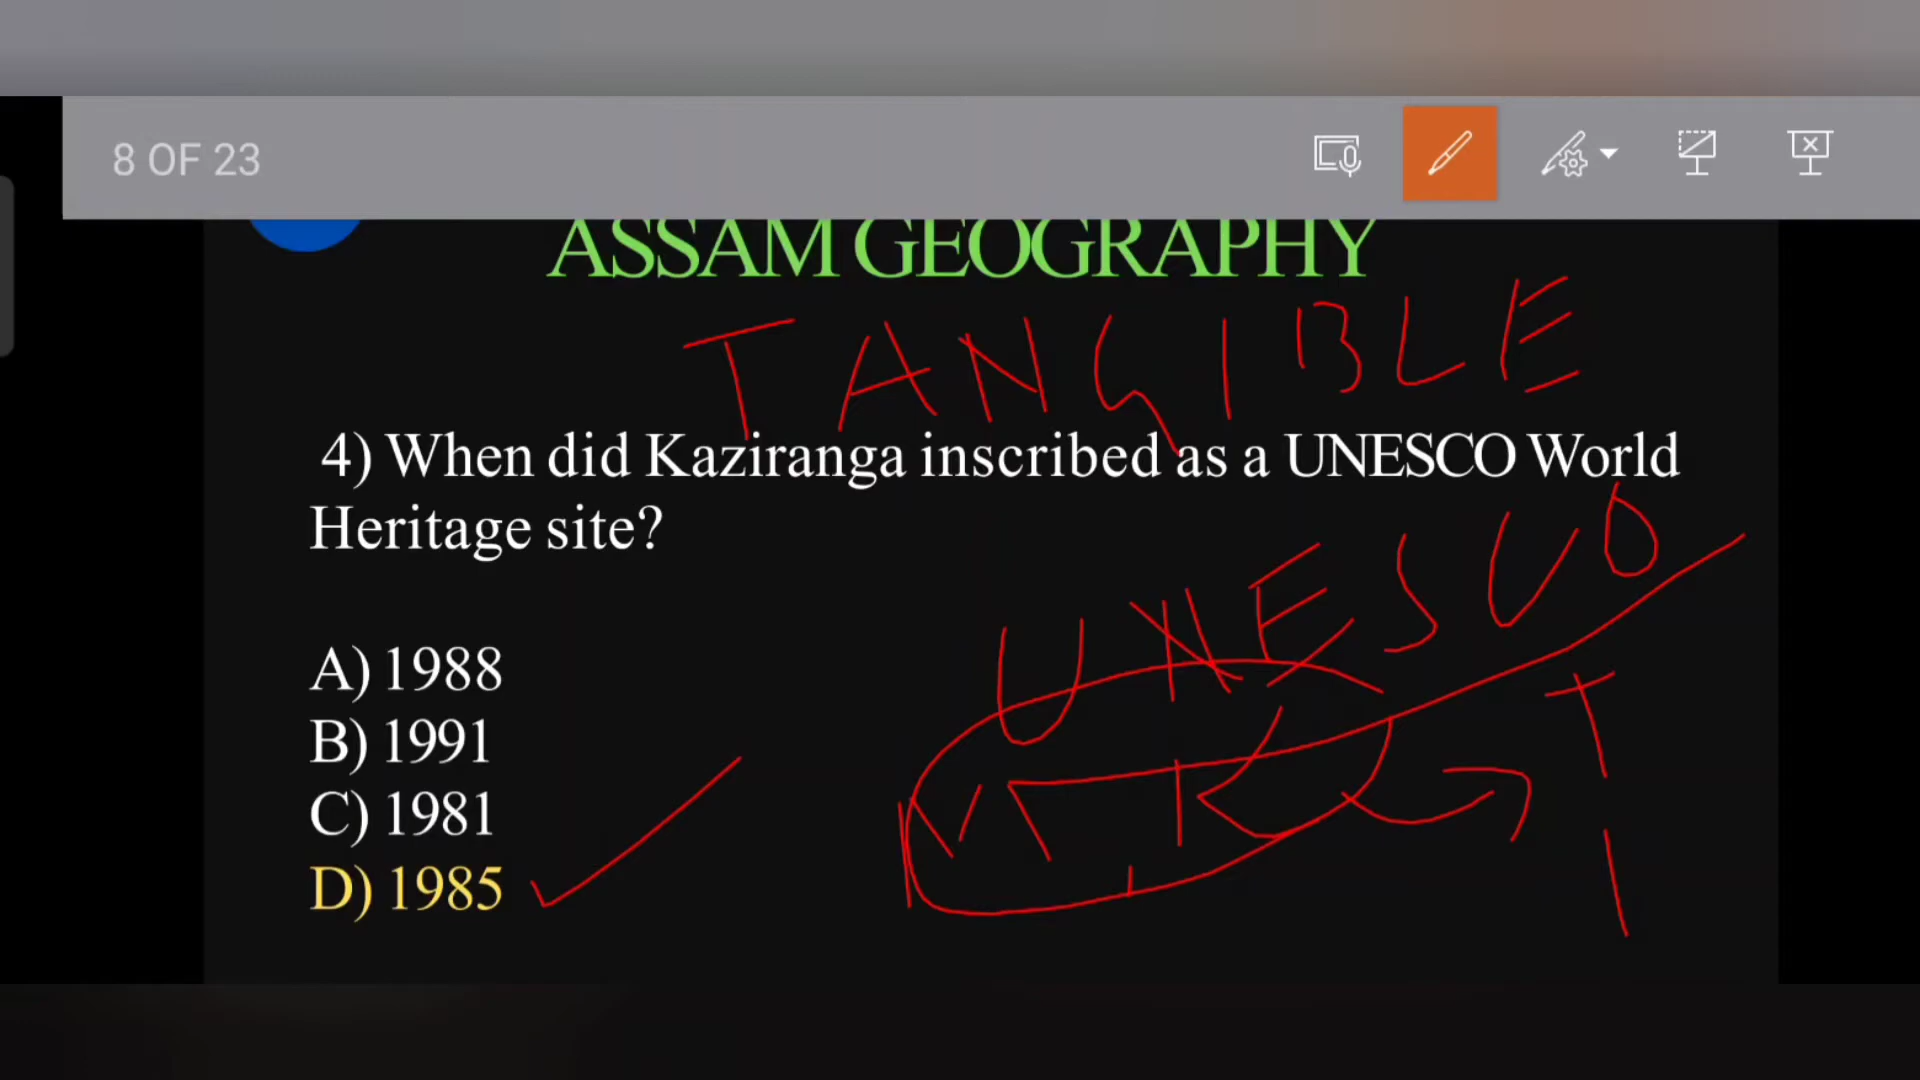 8 OF 23
ASSAM GEOGRAPHY
TANGIBLE
4) When did Kaziranga inscribed as a UNESCO World
Heritage site?
UNESCO
A) 1988
B) 1991
C) 1981
D) 1985